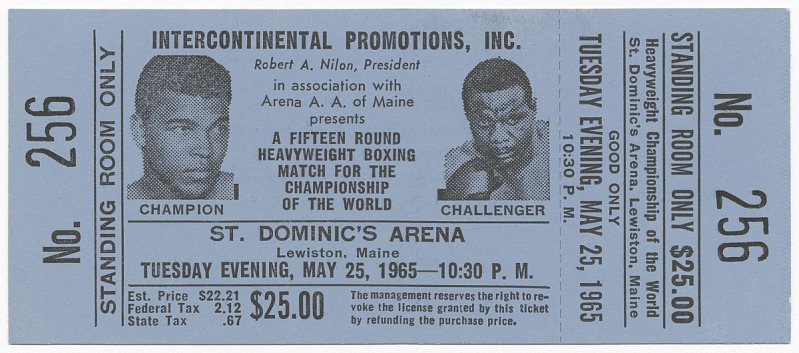 No. 256
STANDING ROOM ONLY
INTERCONTINENTAL PROMOTIONS, INC.
Robert A. Nilon, President
in association with
Arena A. A. of Maine
presents
A FIFTEEN ROUND
HEAVYWEIGHT BOXING
MATCH FOR THE
CHAMPIONSHIP
OF THE WORLD
CHAMPION
CHALLENGER
ST. DOMINIC'S ARENA
Lewiston, Maine
TUESDAY EVENING, MAY 25, 1965—10:30 P. M.
Est. Price $22.21
Federal Tax 2.12
State Tax .67
$25.00
The management reserves the right to re-
voke the license granted by this ticket
by refunding the purchase price.
STANDING ROOM ONLY $25.00
Heavyweight Championship of the World
St. Dominic's Arena, Lewiston, Maine
GOOD ONLY
TUESDAY EVENING, MAY 25, 1965
10:30 P. M.
No. 256